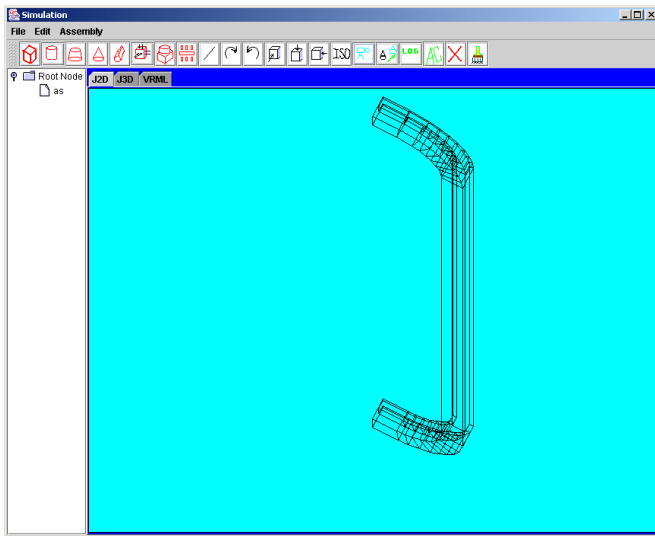 Simulation
File Edit Assembly
ISO LOG
Root Node J2D J3D VRML
as